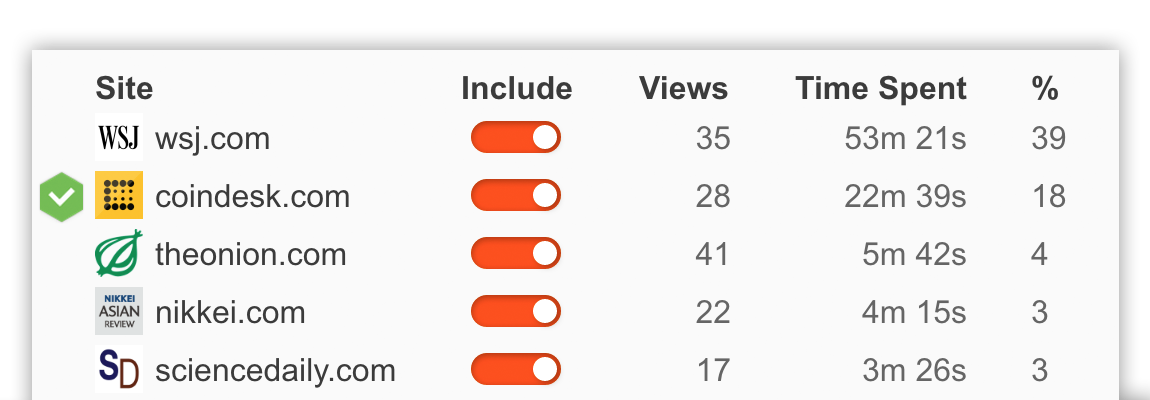 Site Include Views Time Spent %
WSJ wsj.com 35 53m 21s 39
coindesk.com 28 22m 39s 18
theonion.com 41 5m 42s 4
NIKKEI ASIAN REVIEW nikkei.com 22 4m 15s 3
SD sciencedaily.com 17 3m 26s 3